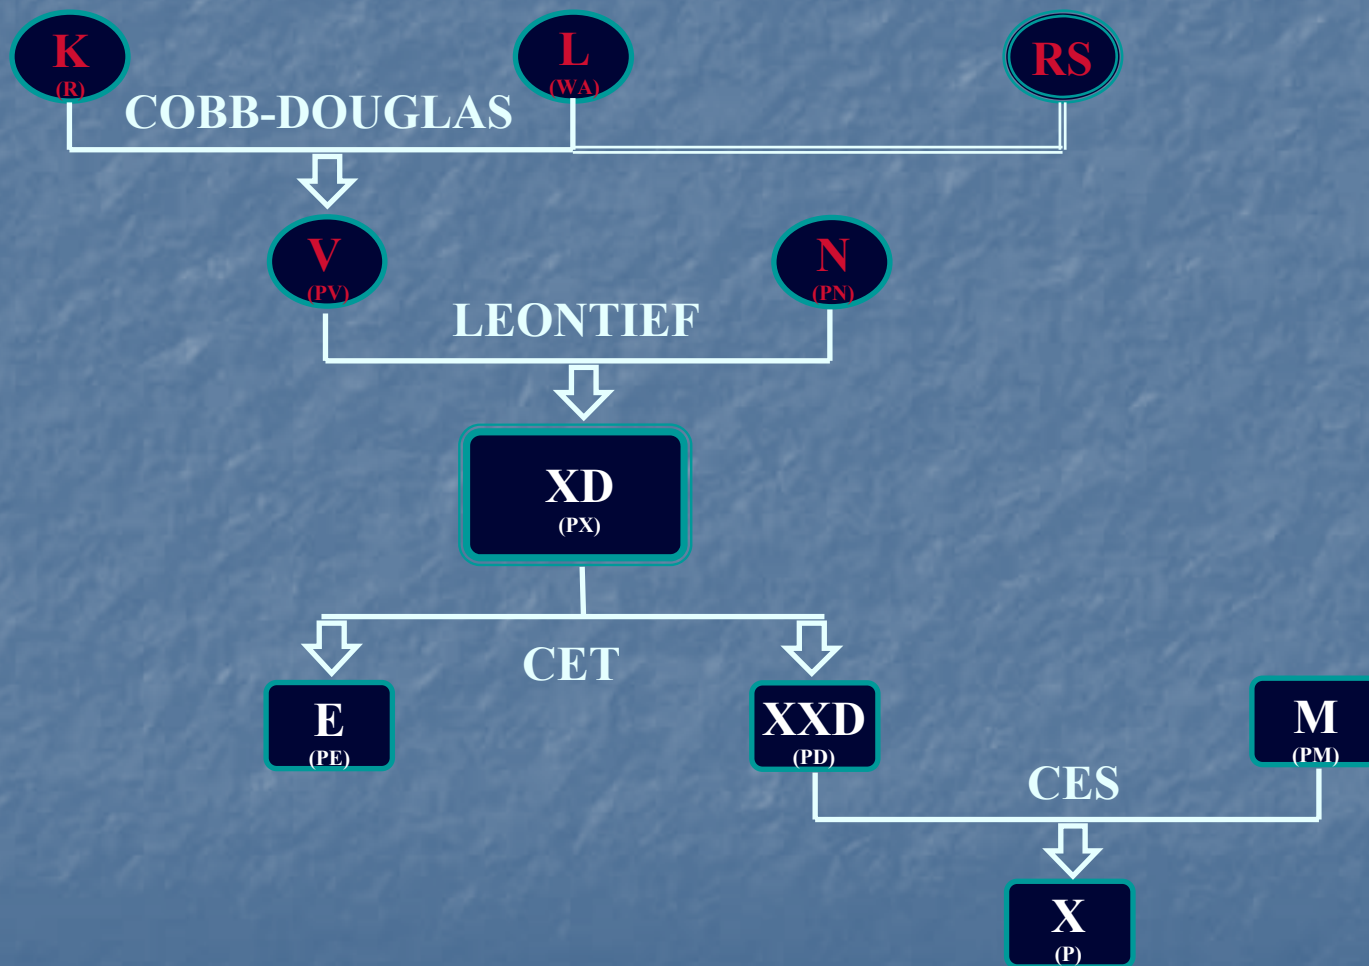 K
(R)
L
(WA)
RS
COBB-DOUGLAS
V
(PV)
N
(PN)
LEONTIEF
XD
(PX)
CET
E
(PE)
XXD
(PD)
M
(PM)
CES
X
(P)